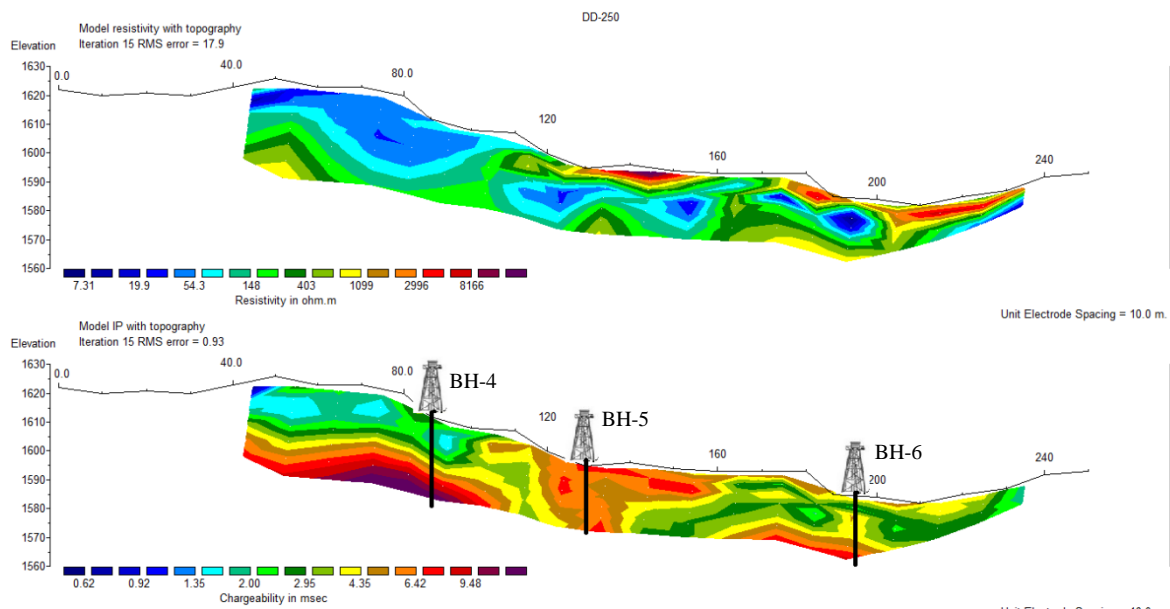 DD-250
Model resistivity with topography
Iteration 15 RMS error = 17.9
Elevation
1630
1620
1610
1600
1590
1580
1570
1560
0.0
40.0
80.0
120
160
200
240
7.31 19.9 54.3 148 403 1099 2996 8166
Resistivity in ohm.m
Unit Electrode Spacing = 10.0 m.
Model IP with topography
Iteration 15 RMS error = 0.93
Elevation
1630
1620
1610
1600
1590
1580
1570
1560
0.0
40.0
80.0
BH-4
120
BH-5
160
BH-6
200
240
0.62 0.92 1.35 2.00 2.95 4.35 6.42 9.48
Chargeability in msec